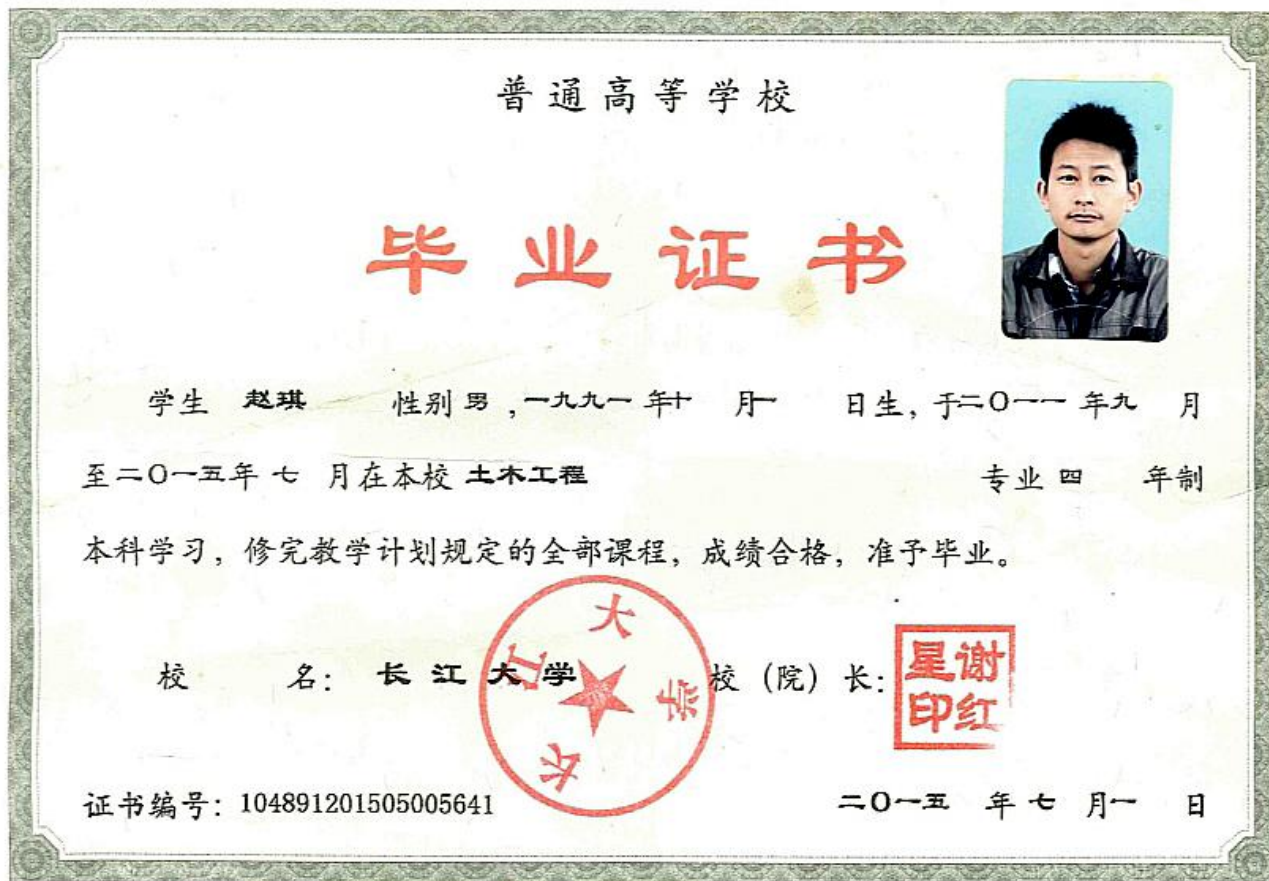 普通高等学校
毕业证书
学生 赵琪 性别 男，一九九一 年十 月一 日生，于二〇一一 年九 月
至二〇一五年 七 月在本校 土木工程 专业 四 年制
本科学习，修完教学计划规定的全部课程，成绩合格，准予毕业。
校 名： 长江大学 校（院）长：
长江大学
谢红星印
证书编号：104891201505005641 二〇一五 年 七 月一 日